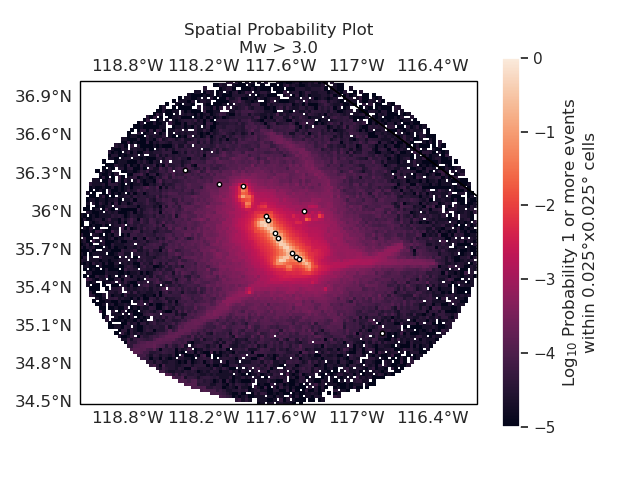 Spatial Probability Plot
Mw > 3.0
118.8°W 118.2°W 117.6°W 117°W 116.4°W
36.9°N
36.6°N
36.3°N
36°N
35.7°N
35.4°N
35.1°N
34.8°N
34.5°N
118.8°W 118.2°W 117.6°W 117°W 116.4°W
0
−1
−2
−3
−4
−5
Log₁₀ Probability 1 or more events
within 0.025°x0.025° cells